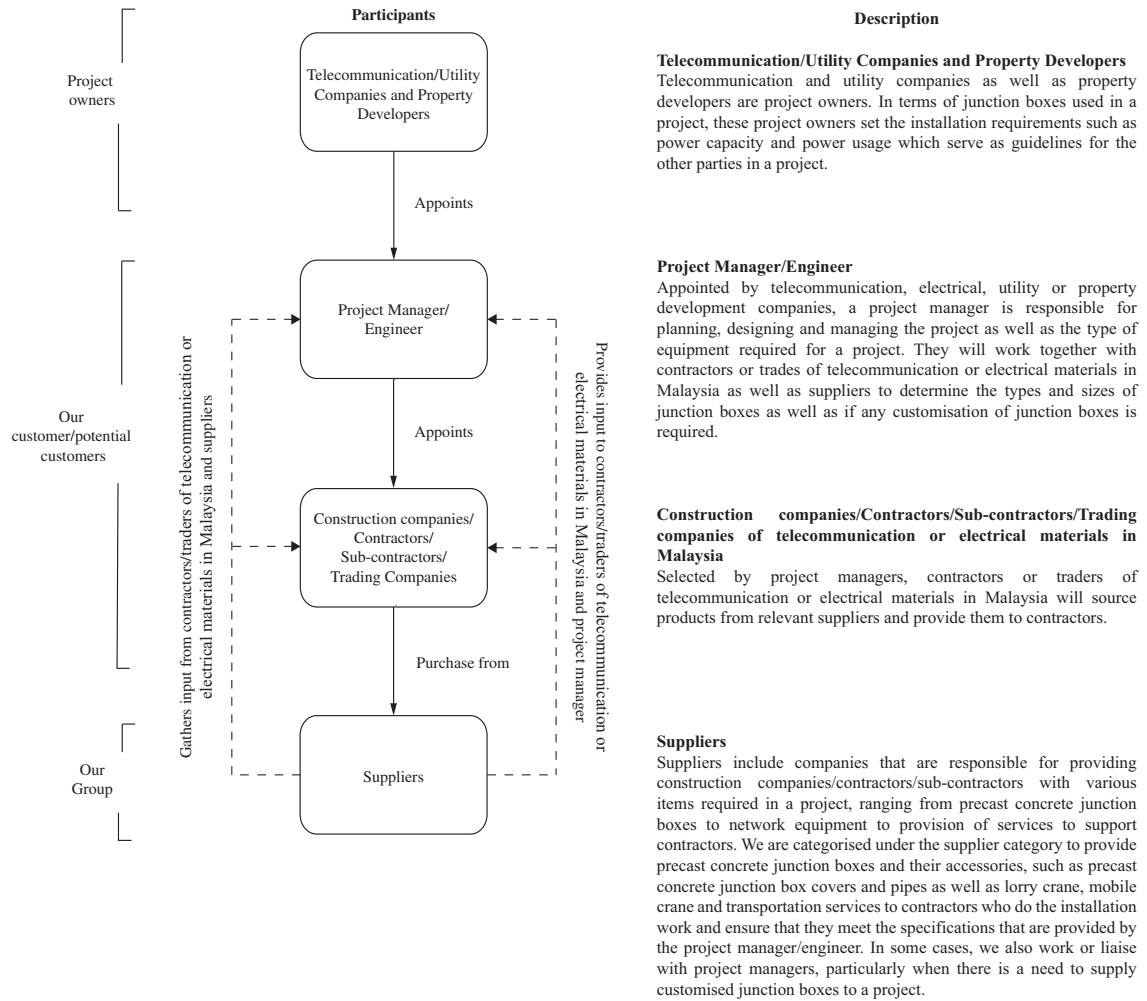 Participants
Description
Project
owners
Telecommunication/Utility
Companies and Property
Developers
Telecommunication/Utility Companies and Property Developers
Telecommunication and utility companies as well as property
developers are project owners. In terms of junction boxes used in a
project, these project owners set the installation requirements such as
power capacity and power usage which serve as guidelines for the
other parties in a project.
Appoints
Our
customer/potential
customers
Project Manager/
Engineer
Project Manager/Engineer
Appointed by telecommunication, electrical, utility or property
development companies, a project manager is responsible for
planning, designing and managing the project as well as the type of
equipment required for a project. They will work together with
contractors or trades of telecommunication or electrical materials in
Malaysia as well as suppliers to determine the types and sizes of
junction boxes as well as if any customisation of junction boxes is
required.
Gathers input from contractors/traders of telecommunication or
electrical materials in Malaysia and suppliers
Provides input to contractors/traders of telecommunication or
electrical materials in Malaysia and project manager
Appoints
Construction companies/
Contractors/
Sub-contractors/
Trading Companies
Construction companies/Contractors/Sub-contractors/Trading
companies of telecommunication or electrical materials in
Malaysia
Selected by project managers, contractors or traders of
telecommunication or electrical materials in Malaysia will source
products from relevant suppliers and provide them to contractors.
Purchase from
Our
Group
Suppliers
Suppliers
Suppliers include companies that are responsible for providing
construction companies/contractors/sub-contractors with various
items required in a project, ranging from precast concrete junction
boxes to network equipment to provision of services to support
contractors. We are categorised under the supplier category to provide
precast concrete junction boxes and their accessories, such as precast
concrete junction box covers and pipes as well as lorry crane, mobile
crane and transportation services to contractors who do the installation
work and ensure that they meet the specifications that are provided by
the project manager/engineer. In some cases, we also work or liaise
with project managers, particularly when there is a need to supply
customised junction boxes to a project.